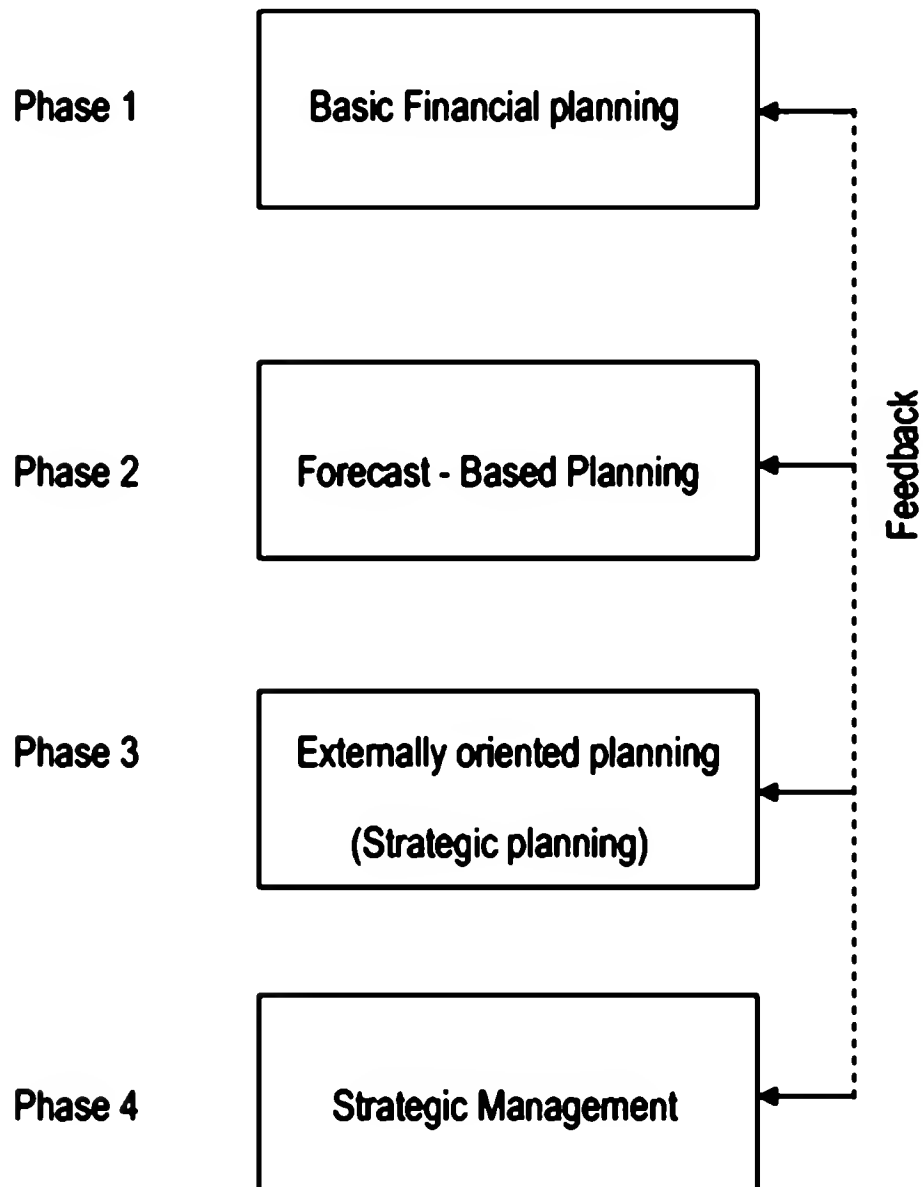 Phase 1
Basic Financial planning
Phase 2
Forecast - Based Planning
Feedback
Phase 3
Externally oriented planning
(Strategic planning)
Phase 4
Strategic Management